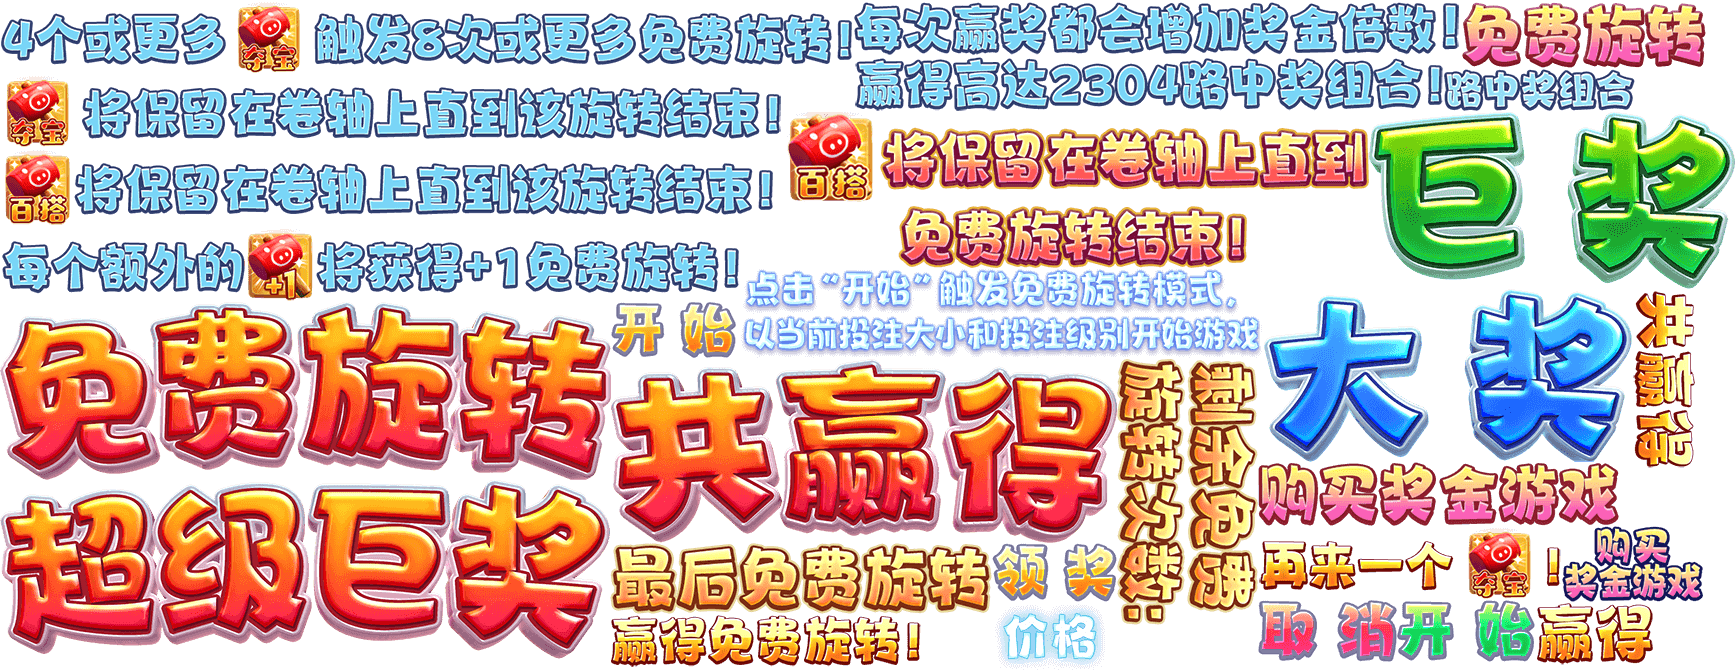 4个或更多 夺宝 触发8次或更多免费旋转!
每次赢奖都会增加奖金倍数!
免费旋转
赢得高达2304路中奖组合!
路中奖组合
夺宝 将保留在卷轴上直到该旋转结束!
百搭 将保留在卷轴上直到
免费旋转结束!
巨奖
百搭 将保留在卷轴上直到该旋转结束!
每个额外的 +1 将获得+1免费旋转!
点击“开始”触发免费旋转模式,
以当前投注大小和投注级别开始游戏
开始
免费旋转
共赢得
剩余免费
旋转次数:
大奖
共赢得
购买奖金游戏
超级巨奖
最后免费旋转
领奖
再来一个 夺宝 !
购买
奖金游戏
赢得免费旋转!
价格
取消
开始
赢得